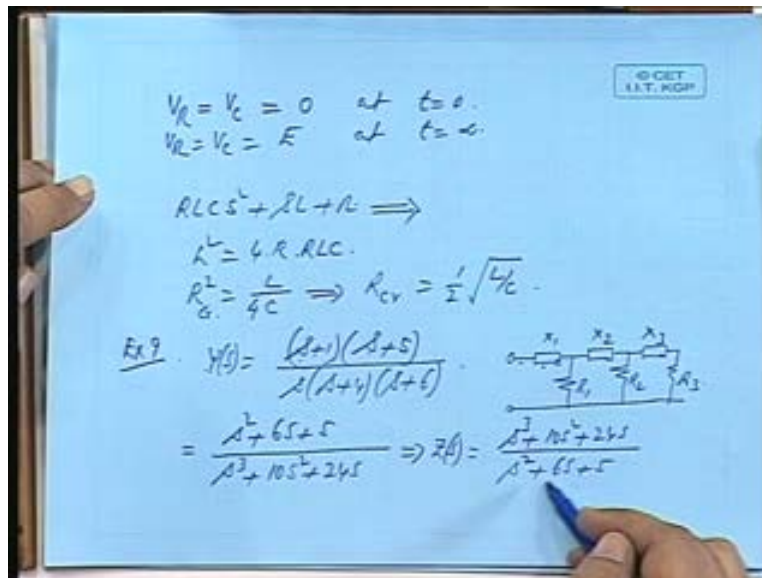 © CET
I.I.T. KGP
V_R = V_C = 0 at t=0.
V_R = V_C = E at t=∞.
RLCS² + SL + R ⟹
L² = 4.R.RLC.
R_Cr² = L/4C ⟹ R_Cr = 1/2 √(L/C).
Ex 9. Y(S) = (S+1)(S+5) / S(S+4)(S+6).
X1 X2 X3
R1 R2 R3
= S²+6S+5 / S³+10S²+24S ⟹ Z(S) = S³+10S²+24S / S²+6S+5